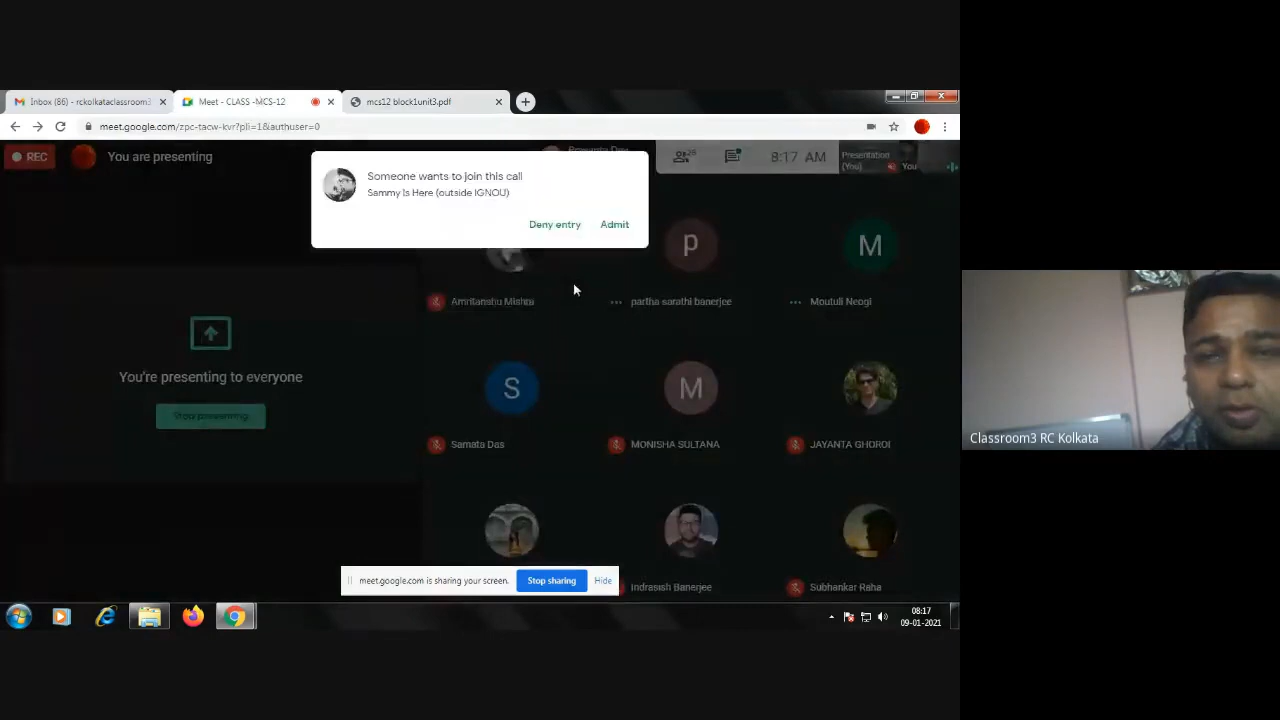 Inbox (86) - rckolkataclassroom3
Meet - CLASS -MCS-12
mcs12 block1unit3.pdf
meet.google.com/zpc-tacw-kvr?pli=1&authuser=0
REC
You are presenting
26
8:17 AM
Presentation
(You)
You
Someone wants to join this call
Sammy Is Here (outside IGNOU)
Deny entry
Admit
P
M
Amritanshu Mishra
partha sarathi banerjee
Moutuli Neogi
You're presenting to everyone
Stop presenting
S
M
Samata Das
MONISHA SULTANA
JAYANTA GHOROI
Classroom3 RC Kolkata
meet.google.com is sharing your screen.
Stop sharing
Hide
Indrasish Banerjee
Subhankar Raha
08:17
09-01-2021